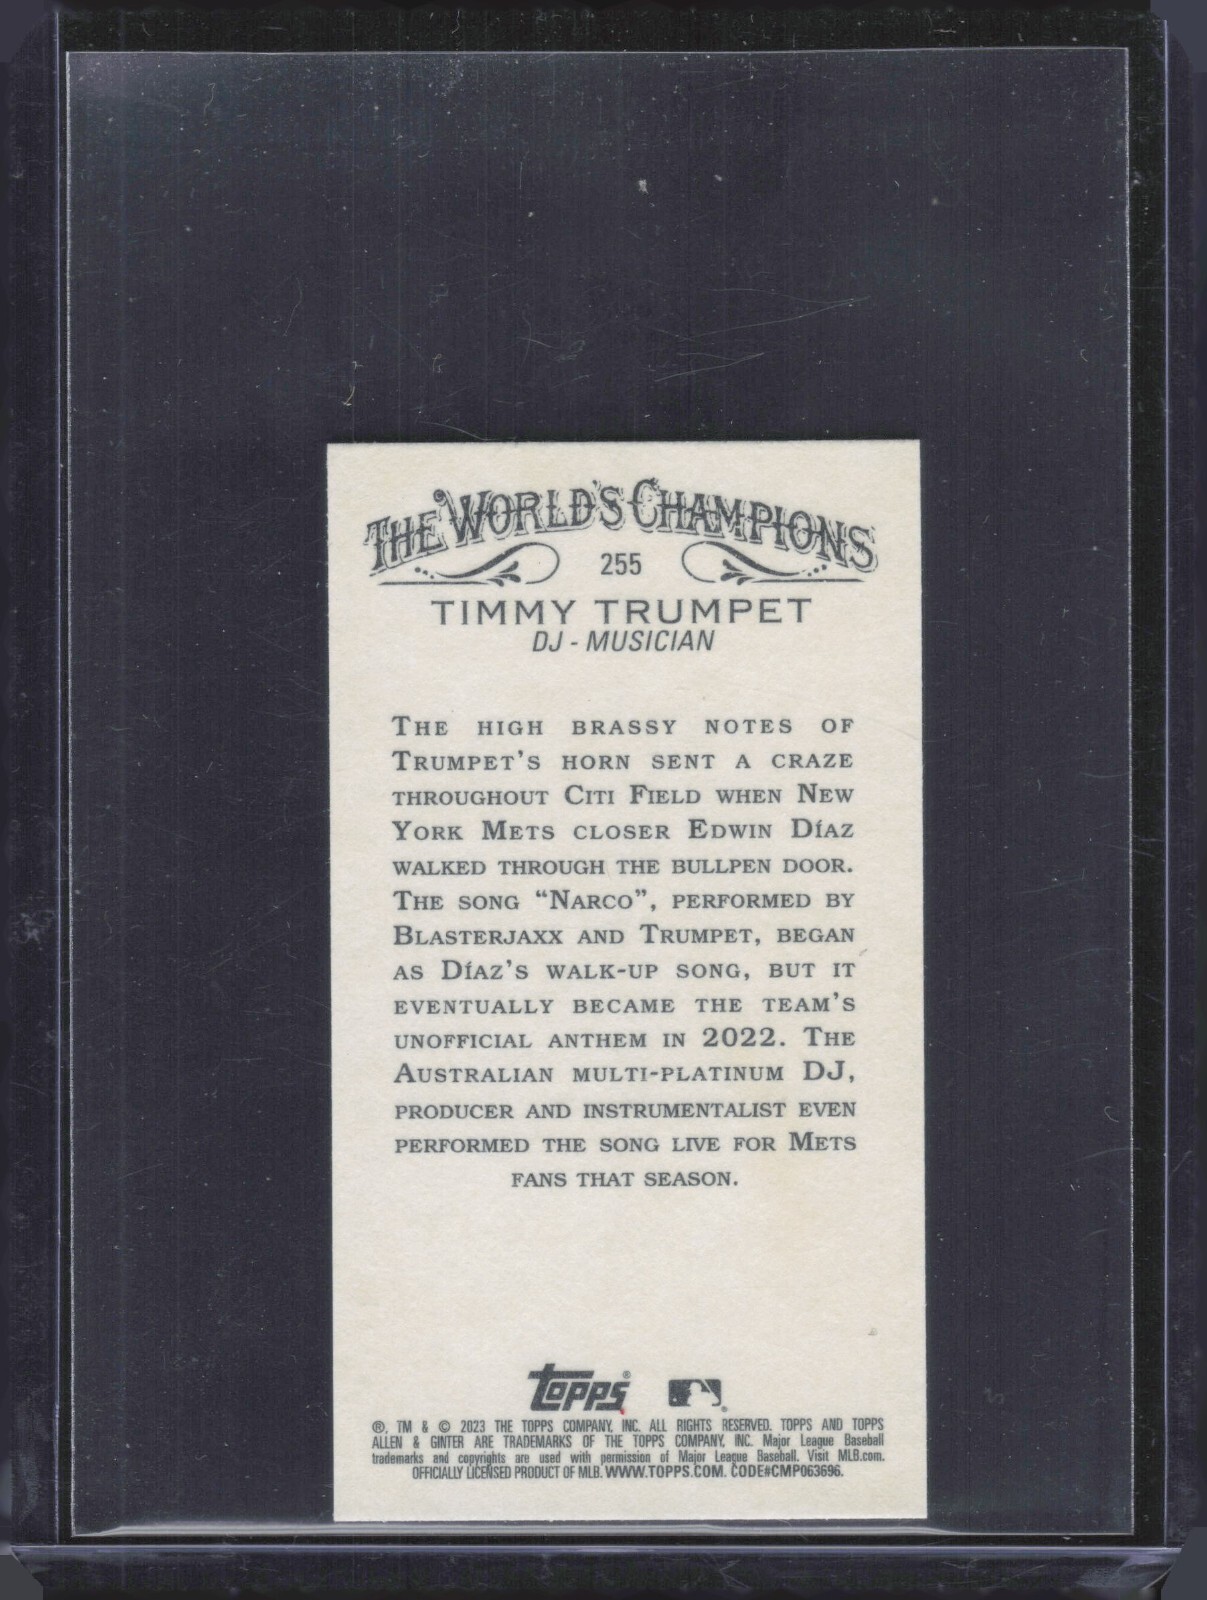 THE WORLD'S CHAMPIONS
255
TIMMY TRUMPET
DJ - MUSICIAN
THE HIGH BRASSY NOTES OF
TRUMPET'S HORN SENT A CRAZE
THROUGHOUT CITI FIELD WHEN NEW
YORK METS CLOSER EDWIN DÍAZ
WALKED THROUGH THE BULLPEN DOOR.
THE SONG “NARCO”, PERFORMED BY
BLASTERJAXX AND TRUMPET, BEGAN
AS DÍAZ'S WALK-UP SONG, BUT IT
EVENTUALLY BECAME THE TEAM'S
UNOFFICIAL ANTHEM IN 2022. THE
AUSTRALIAN MULTI-PLATINUM DJ,
PRODUCER AND INSTRUMENTALIST EVEN
PERFORMED THE SONG LIVE FOR METS
FANS THAT SEASON.
Topps®
®, TM & © 2023 THE TOPPS COMPANY, INC. ALL RIGHTS RESERVED. TOPPS AND TOPPS
ALLEN & GINTER ARE TRADEMARKS OF THE TOPPS COMPANY, INC. Major League Baseball
trademarks and copyrights are used with permission of Major League Baseball. Visit MLB.com.
OFFICIALLY LICENSED PRODUCT OF MLB. WWW.TOPPS.COM. CODE#CMP063696.